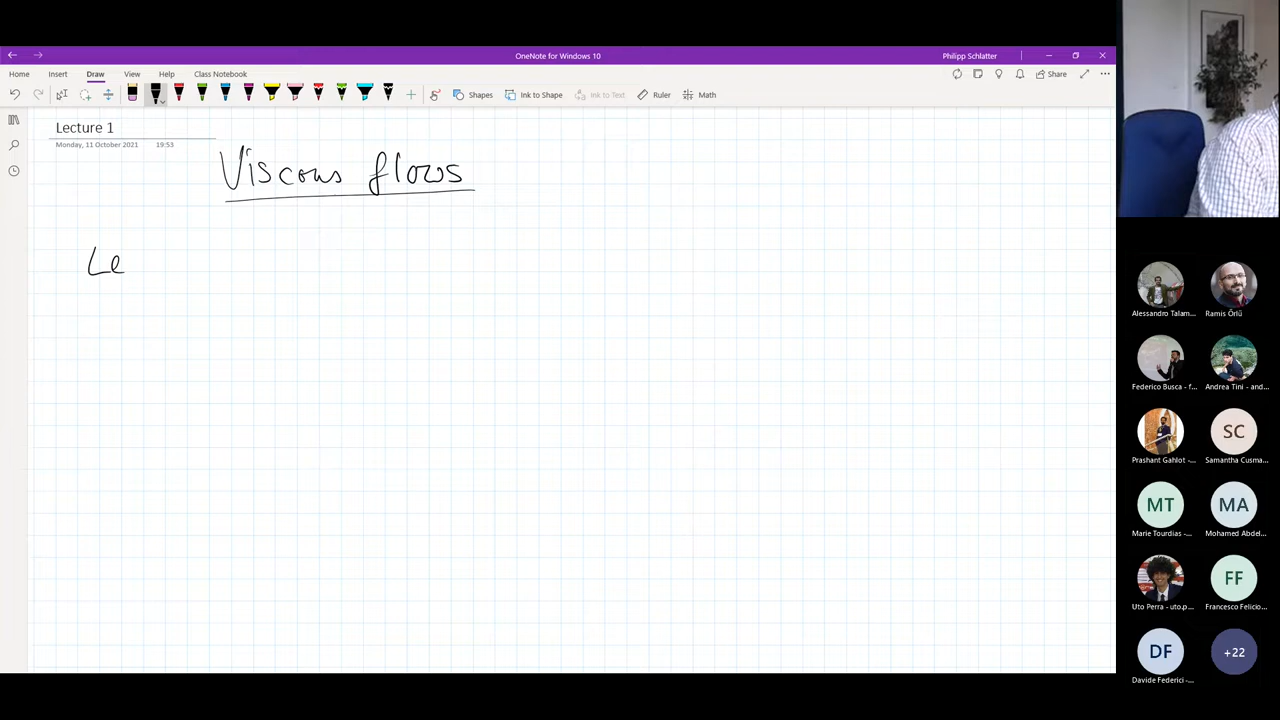 OneNote for Windows 10
Philipp Schlatter
Home Insert Draw View Help Class Notebook
Share
Shapes Ink to Shape Ink to Text Ruler Math
Lecture 1
Monday, 11 October 2021 19:53
Viscous flows
Le
Alessandro Talam... Ramis Örlü
Federico Busca - f... Andrea Tini - and...
Prashant Gahlot -... SC Samantha Cusma...
MT Marie Tourdias -... MA Mohamed Abdel...
Uto Perra - uto.p... FF Francesco Felicio...
DF Davide Federici -... +22